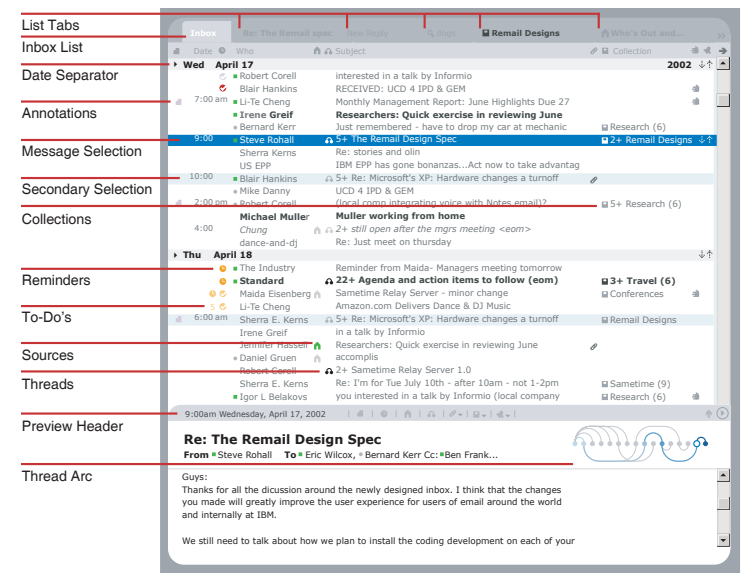 List Tabs
Inbox Re: The Remail spec New Reply dogs Remail Designs Who's Out and... >>
Inbox List
Date Who Subject Collection
Date Separator
Wed April 17 2002
Robert Corell interested in a talk by Informio
Blair Hankins RECEIVED: UCD 4 IPD & GEM
7:00 am Li-Te Cheng Monthly Management Report: June Highlights Due 27
Annotations
Irene Greif Researchers: Quick exercise in reviewing June
Bernard Kerr Just remembered - have to drop my car at mechanic Research (6)
Message Selection
9:00 Steve Rohall 5+ The Remail Design Spec 2+ Remail Designs
Sherra Kerns Re: stories and olin
US EPP IBM EPP has gone bonanzas...Act now to take advantag
10:00 Blair Hankins 5+ Re: Microsoft's XP: Hardware changes a turnoff
Secondary Selection
Mike Danny UCD 4 IPD & GEM
2:00 pm Robert Corell (local comp integrating voice with Notes email)? 5+ Research (6)
Collections
Michael Muller Muller working from home
4:00 Chung 2+ still open after the mgrs meeting <eom>
dance-and-dj Re: Just meet on thursday
Thu April 18
The Industry Reminder from Maida- Managers meeting tomorrow
Reminders
Standard 22+ Agenda and action items to follow (eom) 3+ Travel (6)
Maida Eisenberg Sametime Relay Server - minor change Conferences
5 Li-Te Cheng Amazon.com Delivers Dance & DJ Music
To-Do's
6:00 am Sherra E. Kerns 5+ Re: Microsoft's XP: Hardware changes a turnoff Remail Designs
Irene Greif in a talk by Informio
Jennifer Hasself Researchers: Quick exercise in reviewing June
Sources
Daniel Gruen accomplis
Robert Corell 2+ Sametime Relay Server 1.0
Threads
Sherra E. Kerns Re: I'm for Tue July 10th - after 10am - not 1-2pm Sametime (9)
Igor L Belakovs you interested in a talk by Informio (local company Research (6)
Preview Header
9:00am Wednesday, April 17, 2002
Re: The Remail Design Spec
From Steve Rohall To Eric Wilcox, Bernard Kerr Cc: Ben Frank...
Thread Arc
Guys:
Thanks for all the dicussion around the newly designed inbox. I think that the changes
you made will greatly improve the user experience for users of email around the world
and internally at IBM.
We still need to talk about how we plan to install the coding development on each of your